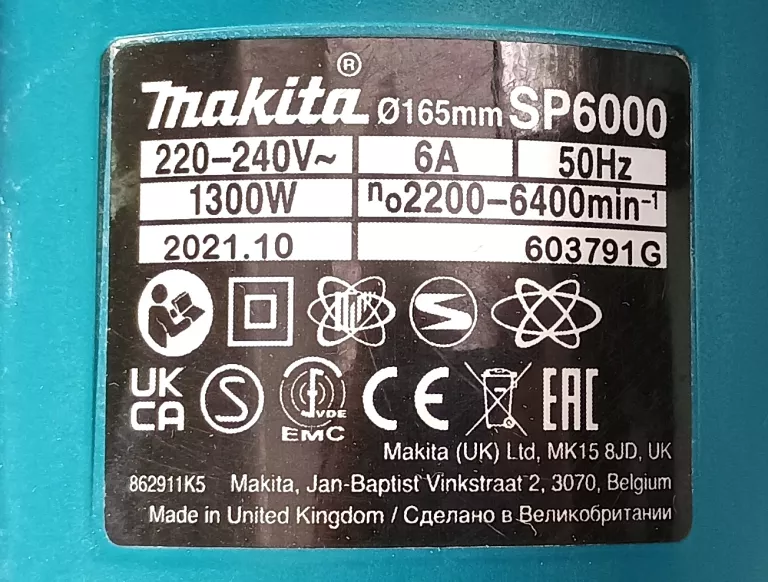 makita® Ø165mm SP6000
220–240V~ 6A 50Hz
1300W n₀2200–6400min⁻¹
2021.10 603791G
UK CA S VDE EMC CE EAC
Makita (UK) Ltd, MK15 8JD, UK
862911K5 Makita, Jan-Baptist Vinkstraat 2, 3070, Belgium
Made in United Kingdom / Сделано в Великобритании